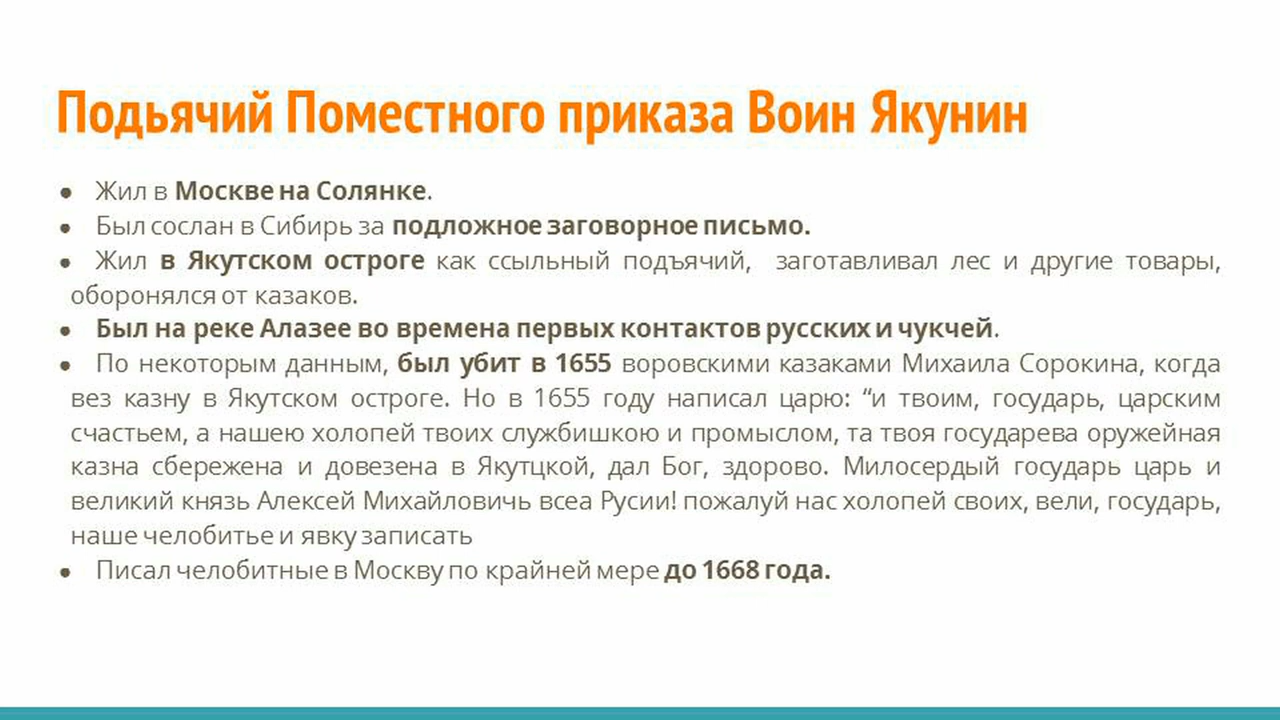 Подьячий Поместного приказа Воин Якунин
● Жил в Москве на Солянке.
● Был сослан в Сибирь за подложное заговорное письмо.
● Жил в Якутском остроге как ссыльный подъячий, заготавливал лес и другие товары,
оборонялся от казаков.
● Был на реке Алазее во времена первых контактов русских и чукчей.
● По некоторым данным, был убит в 1655 воровскими казаками Михаила Сорокина, когда
вез казну в Якутском остроге. Но в 1655 году написал царю: “и твоим, государь, царским
счастьем, а нашею холопей твоих службишкою и промыслом, та твоя государева оружейная
казна сбережена и довезена в Якутцкой, дал Бог, здорово. Милосердый государь царь и
великий князь Алексей Михайловичь всеа Русии! пожалуй нас холопей своих, вели, государь,
наше челобитье и явку записать
● Писал челобитные в Москву по крайней мере до 1668 года.